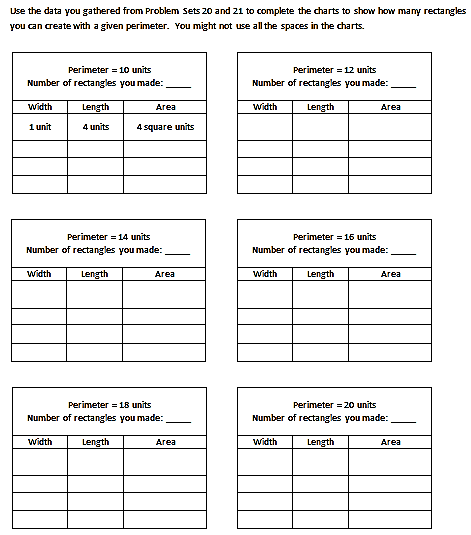 Use the data you gathered from Problem Sets 20 and 21 to complete the charts to show how many rectangles
you can create with a given perimeter. You might not use all the spaces in the charts.
Perimeter = 10 units
Number of rectangles you made: _____
Width Length Area
1 unit 4 units 4 square units
Perimeter = 12 units
Number of rectangles you made: _____
Width Length Area
Perimeter = 14 units
Number of rectangles you made: _____
Width Length Area
Perimeter = 16 units
Number of rectangles you made: _____
Width Length Area
Perimeter = 18 units
Number of rectangles you made: _____
Width Length Area
Perimeter = 20 units
Number of rectangles you made: _____
Width Length Area